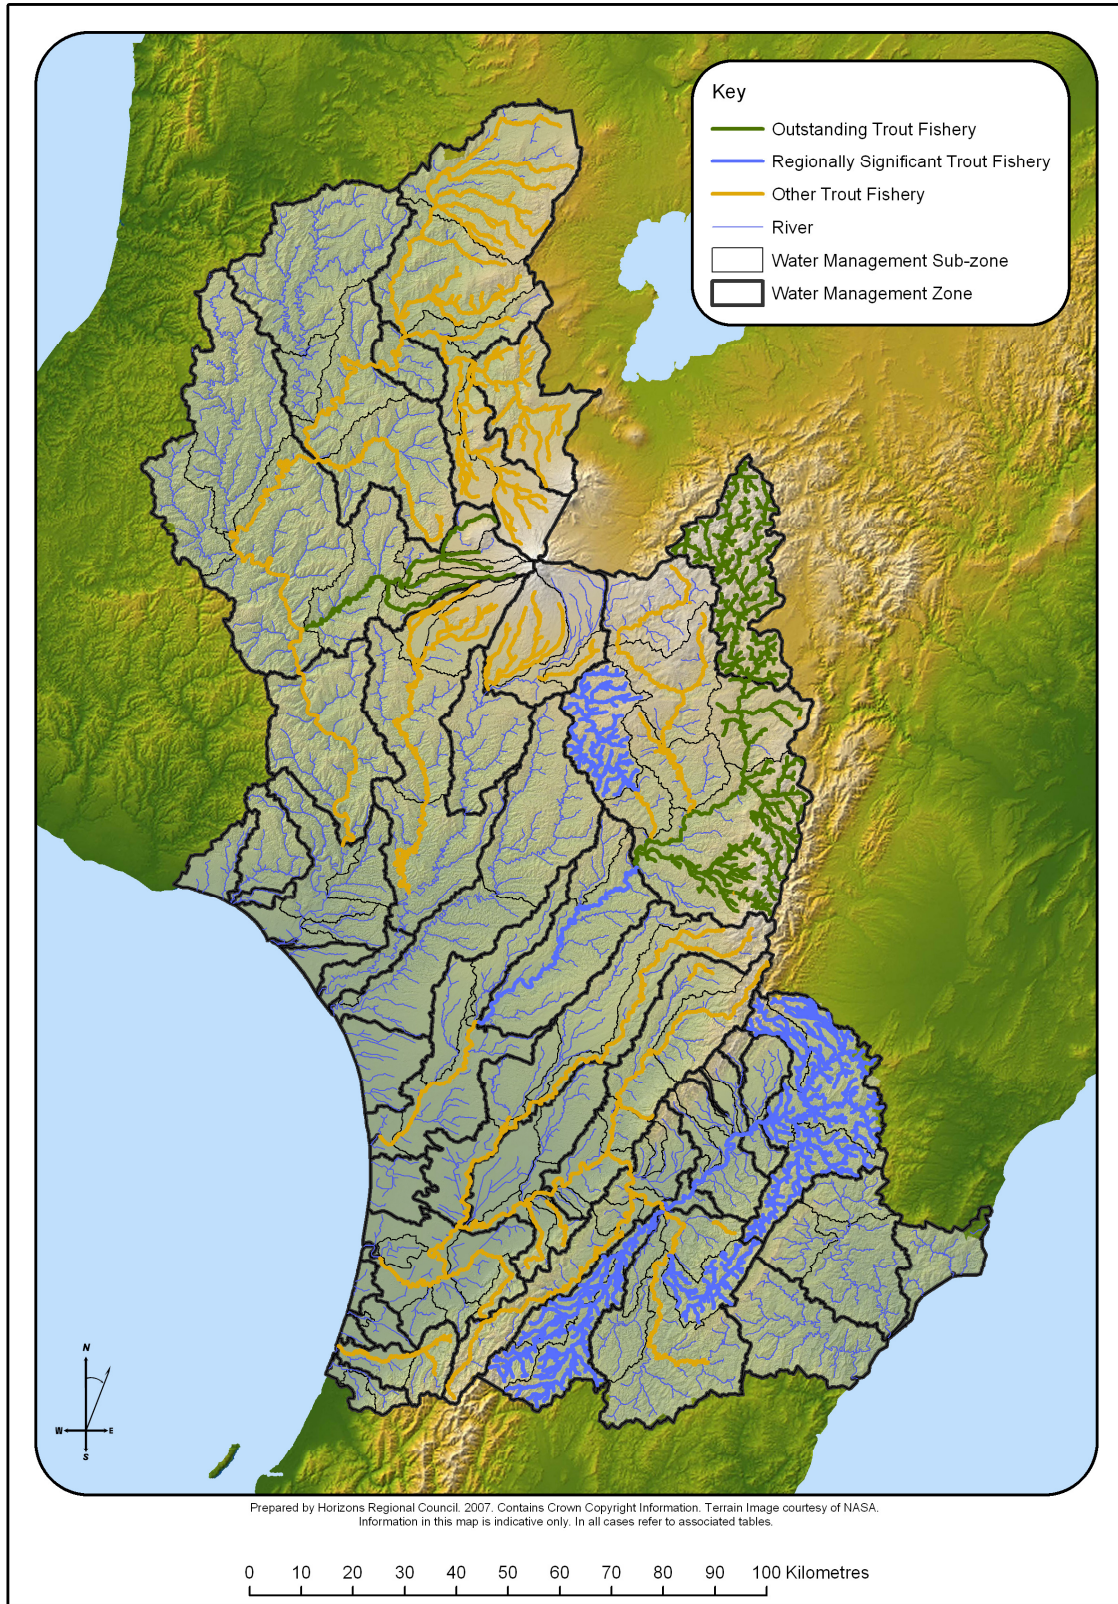 Key
Outstanding Trout Fishery
Regionally Significant Trout Fishery
Other Trout Fishery
River
Water Management Sub-zone
Water Management Zone
N
W E
S
Prepared by Horizons Regional Council. 2007. Contains Crown Copyright Information. Terrain Image courtesy of NASA.
Information in this map is indicative only. In all cases refer to associated tables.
0 10 20 30 40 50 60 70 80 90 100 Kilometres